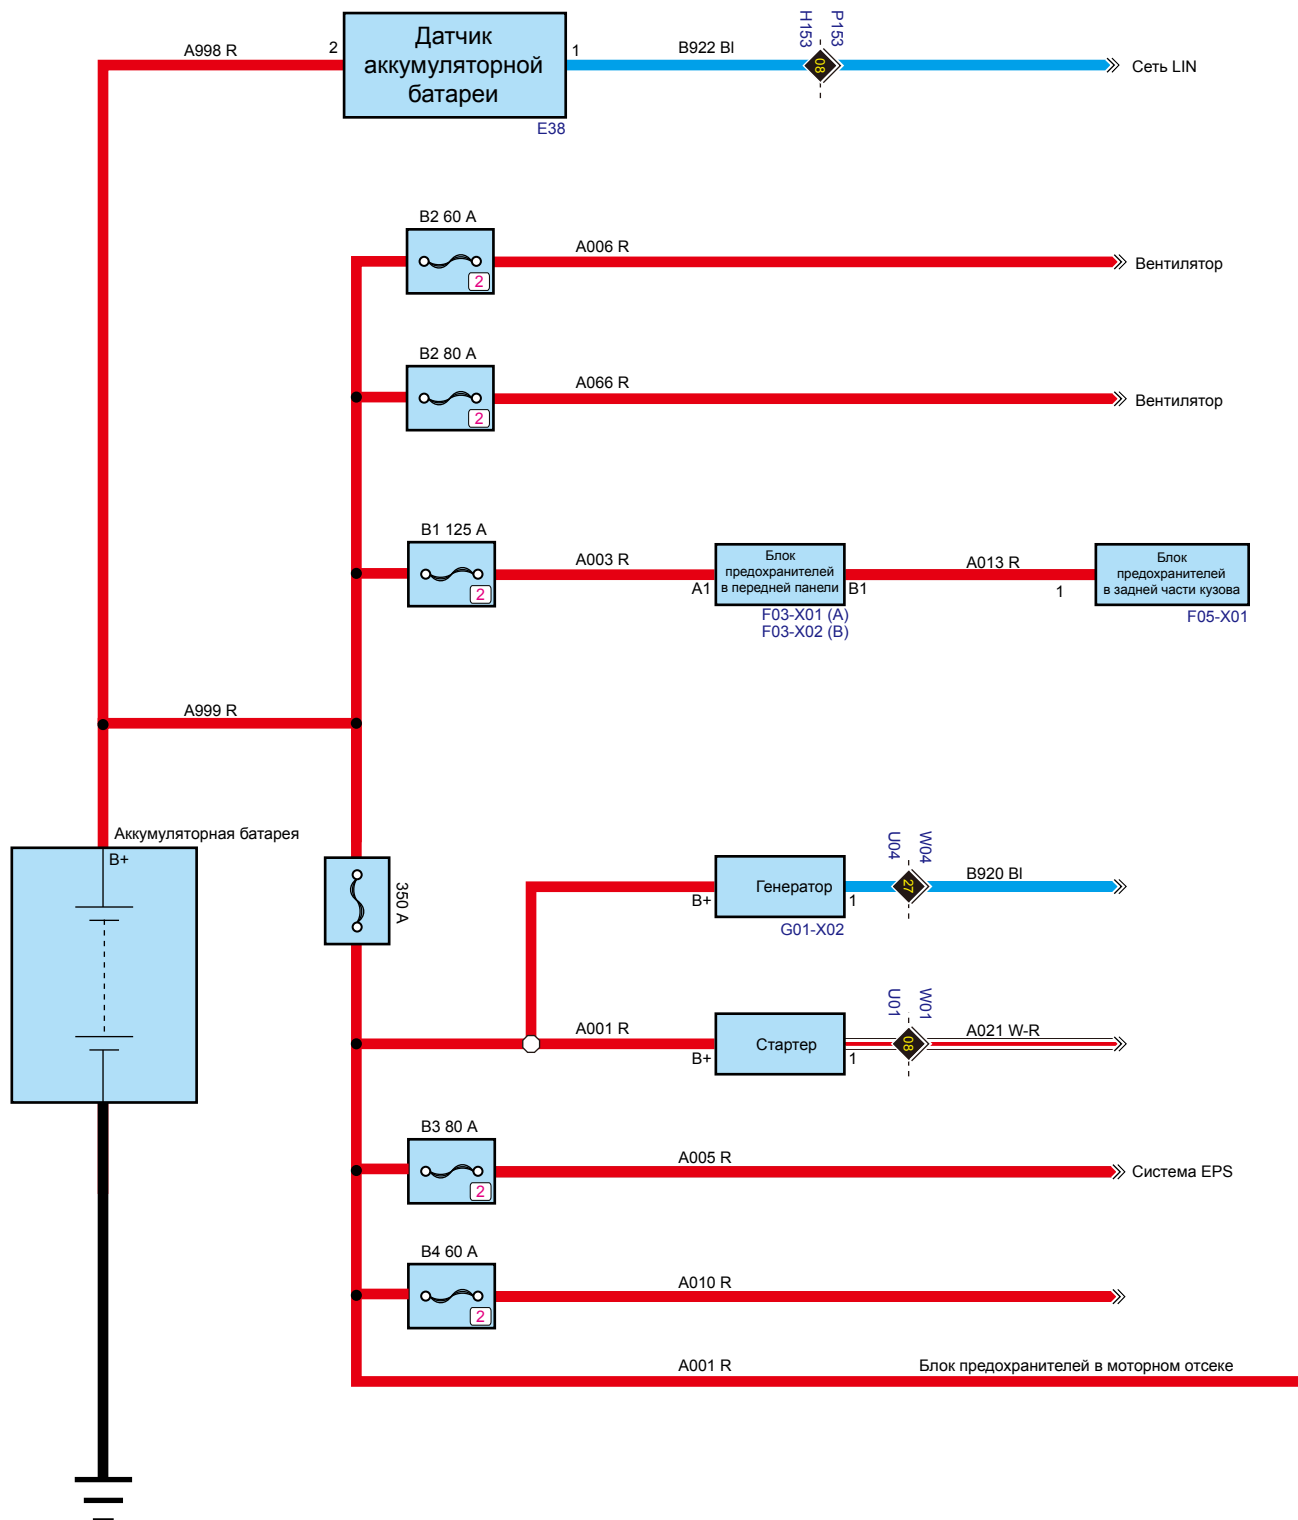 A998 R
2
Датчик
аккумуляторной
батареи
1
E38
B922 Bl
H153
P153
08
Сеть LIN
B2 60 A
2
A006 R
Вентилятор
B2 80 A
2
A066 R
Вентилятор
B1 125 A
2
A003 R
A1
Блок
предохранителей
в передней панели
B1
F03-X01 (A)
F03-X02 (B)
A013 R
1
Блок
предохранителей
в задней части кузова
F05-X01
A999 R
Аккумуляторная батарея
B+
350 A
B+
Генератор
1
G01-X02
U04
W04
27
B920 Bl
A001 R
B+
Стартер
1
U01
W01
08
A021 W-R
B3 80 A
2
A005 R
Система EPS
B4 60 A
2
A010 R
A001 R
Блок предохранителей в моторном отсеке